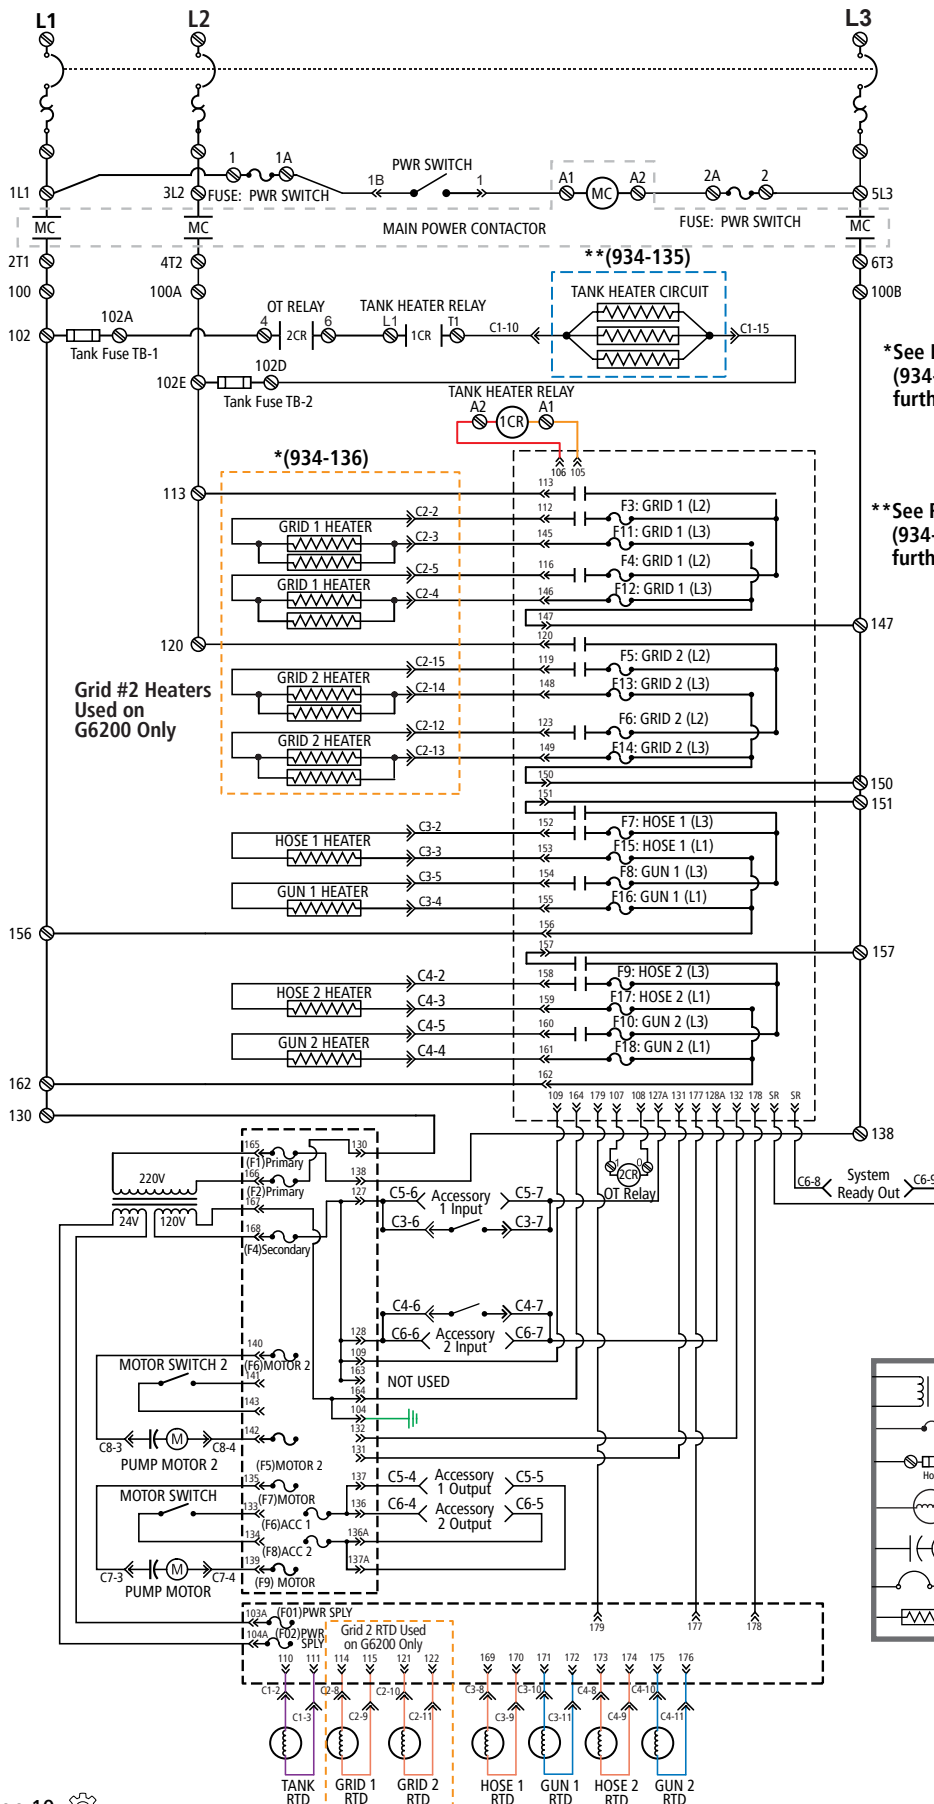 L1 L2 L3
1 1A PWR SWITCH
1B 1 A1 MC A2 2A 2
1L1 3L2 FUSE: PWR SWITCH 5L3
FUSE: PWR SWITCH
MC MC MAIN POWER CONTACTOR MC
2T1 4T2 **(934-135) 6T3
100 100A TANK HEATER CIRCUIT 100B
OT RELAY TANK HEATER RELAY
102 102A 4 2CR 6 L1 1CR T1 C1-10 C1-15
Tank Fuse TB-1
102E 102D
Tank Fuse TB-2
*See
(934-
furth
TANK HEATER RELAY
A2 1CR A1
106 105
*(934-136)
113 113
**See
(934-
furth
C2-2 112 F3: GRID 1 (L2)
GRID 1 HEATER C2-3 145 F11: GRID 1 (L3)
C2-5 116 F4: GRID 1 (L2)
GRID 1 HEATER C2-4 146 F12: GRID 1 (L3)
147 147
120 120
C2-15 119 F5: GRID 2 (L2)
GRID 2 HEATER C2-14 148 F13: GRID 2 (L3)
Grid #2 Heaters
Used on
G6200 Only
C2-12 123 F6: GRID 2 (L2)
GRID 2 HEATER C2-13 149 F14: GRID 2 (L3)
150 150
151 151
C3-2 152 F7: HOSE 1 (L3)
HOSE 1 HEATER C3-3 153 F15: HOSE 1 (L1)
C3-5 154 F8: GUN 1 (L3)
GUN 1 HEATER C3-4 155 F16: GUN 1 (L1)
156 156
157 157
C4-2 158 F9: HOSE 2 (L3)
HOSE 2 HEATER C4-3 159 F17: HOSE 2 (L1)
C4-5 160 F10: GUN 2 (L3)
GUN 2 HEATER C4-4 161 F18: GUN 2 (L1)
162 162
109 164 179 107 108 127A 131 177 128A 132 178 SR SR
130 138
165 (F1)Primary 130
220V 166 (F2)Primary 138
167 127
24V 120V
168 (F4)Secondary
1 2CR 0
OT Relay
C6-8 System Ready Out C6-9
C5-6 Accessory 1 Input C5-7
C3-6 C3-7
C4-6 C4-7
128 C6-6 Accessory 2 Input C6-7
140 (F6)MOTOR 2 109
MOTOR SWITCH 2 141 163 NOT USED
143 164
104
C8-3 M C8-4 142 132
PUMP MOTOR 2 131
(F5)MOTOR 2
135 (F7)MOTOR 137 C5-4 Accessory 1 Output C5-5
MOTOR SWITCH 133 (F6)ACC 1 136 C6-4 Accessory 2 Output C6-5
134 (F8)ACC 2 136A
C7-3 M C7-4 139 (F9) MOTOR 137A
PUMP MOTOR
Ho
103A (F01)PWR SPLY
104A (F02)PWR SPLY
Grid 2 RTD Used
on G6200 Only
179 177 178
110 111 114 115 121 122 169 170 171 172 173 174 175 176
C1-2 C2-8 C2-10 C3-8 C3-10 C4-8 C4-10
C1-3 C2-9 C2-11 C3-9 C3-11 C4-9 C4-11
TANK RTD GRID 1 RTD GRID 2 RTD HOSE 1 RTD GUN 1 RTD HOSE 2 RTD GUN 2 RTD